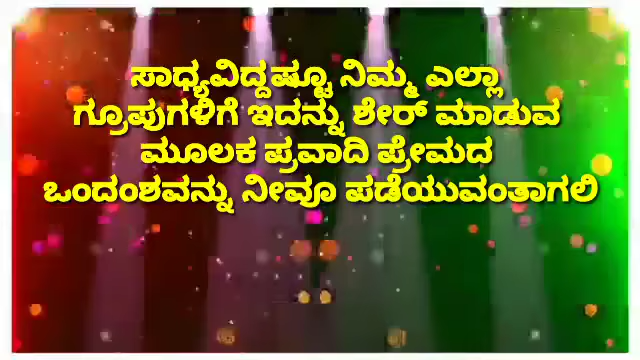 ಸಾಧ್ಯವಿದ್ದಷ್ಟೂ ನಿಮ್ಮ ಎಲ್ಲಾ
ಗ್ರೂಪುಗಳಿಗೆ ಇದನ್ನು ಶೇರ್ ಮಾಡುವ
ಮೂಲಕ ಪ್ರವಾದಿ ಪ್ರೇಮದ
ಒಂದಂಶವನ್ನು ನೀವೂ ಪಡೆಯುವಂತಾಗಲಿ